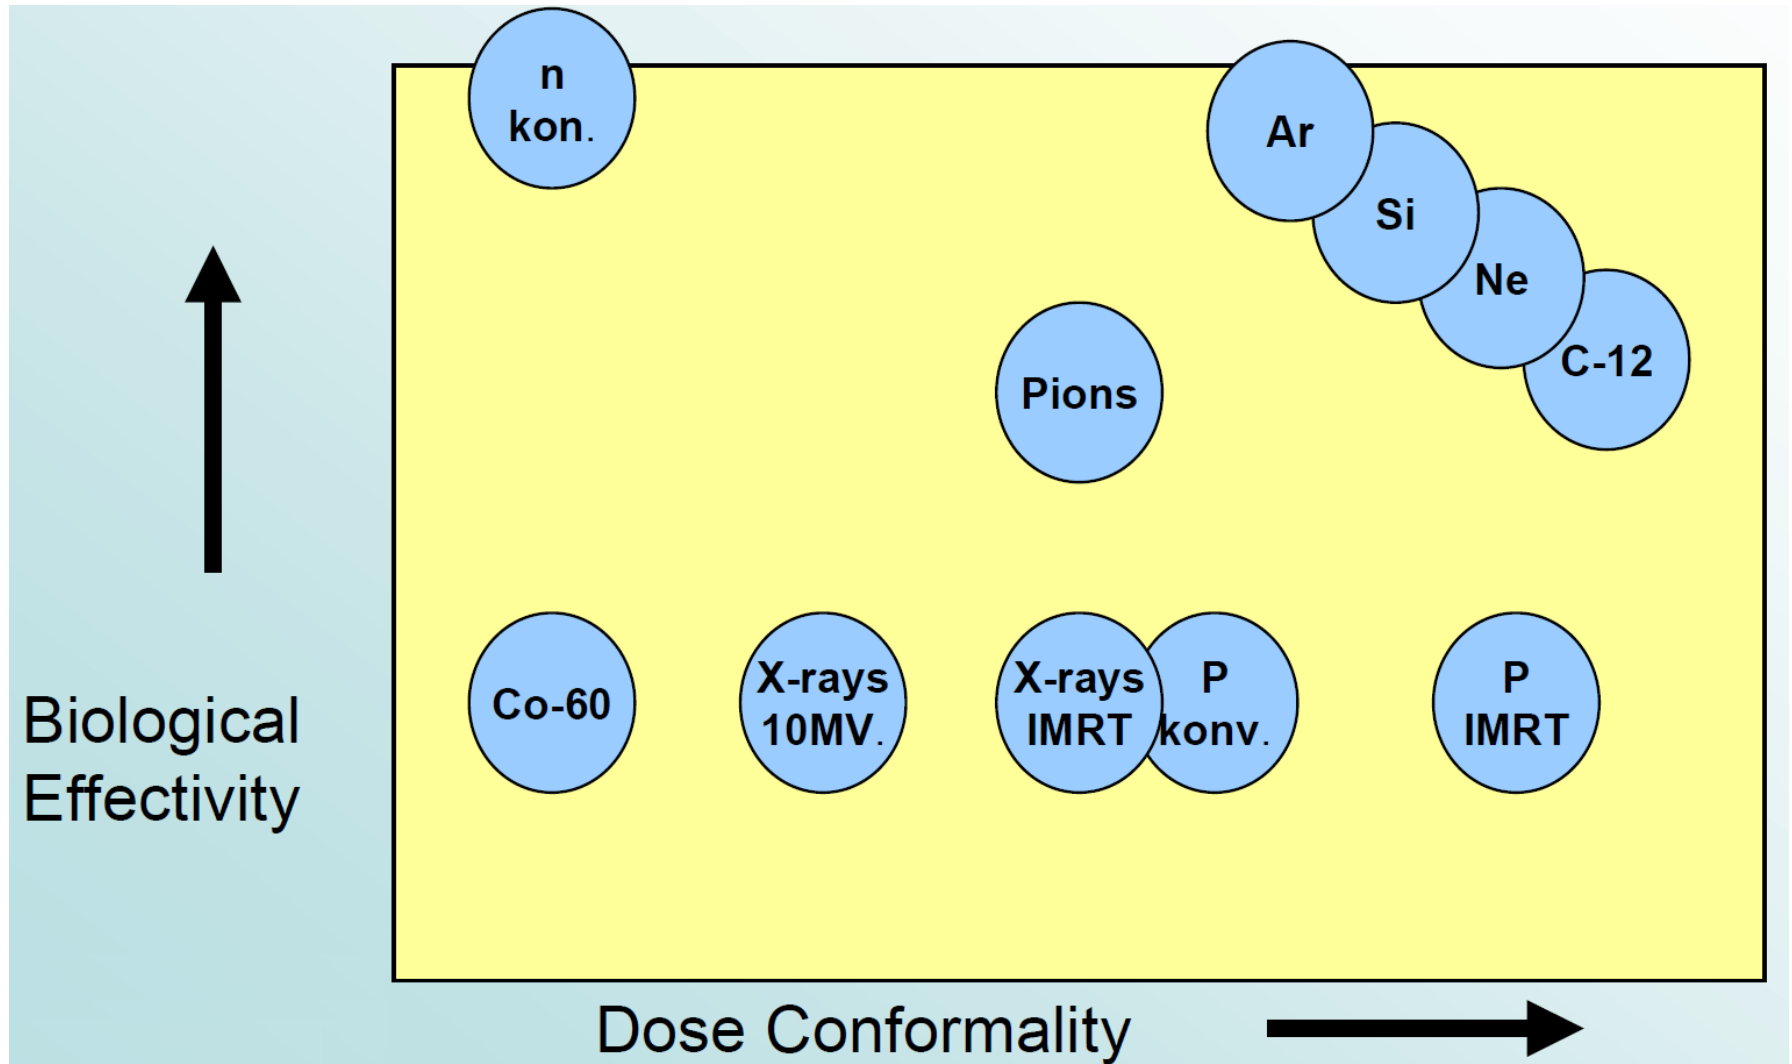 n
kon.
Ar
Si
Ne
C-12
Pions
Co-60
X-rays
10MV.
X-rays
IMRT
P
konv.
P
IMRT
Biological
Effectivity
Dose Conformality